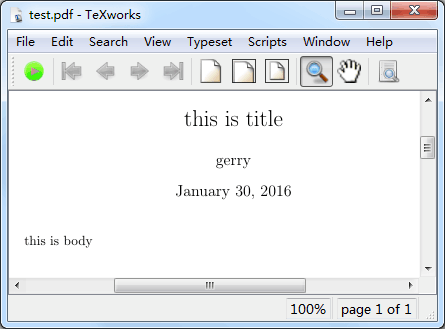 test.pdf - TeXworks
File Edit Search View Typeset Scripts Window Help
this is title
gerry
January 30, 2016
this is body
100% page 1 of 1